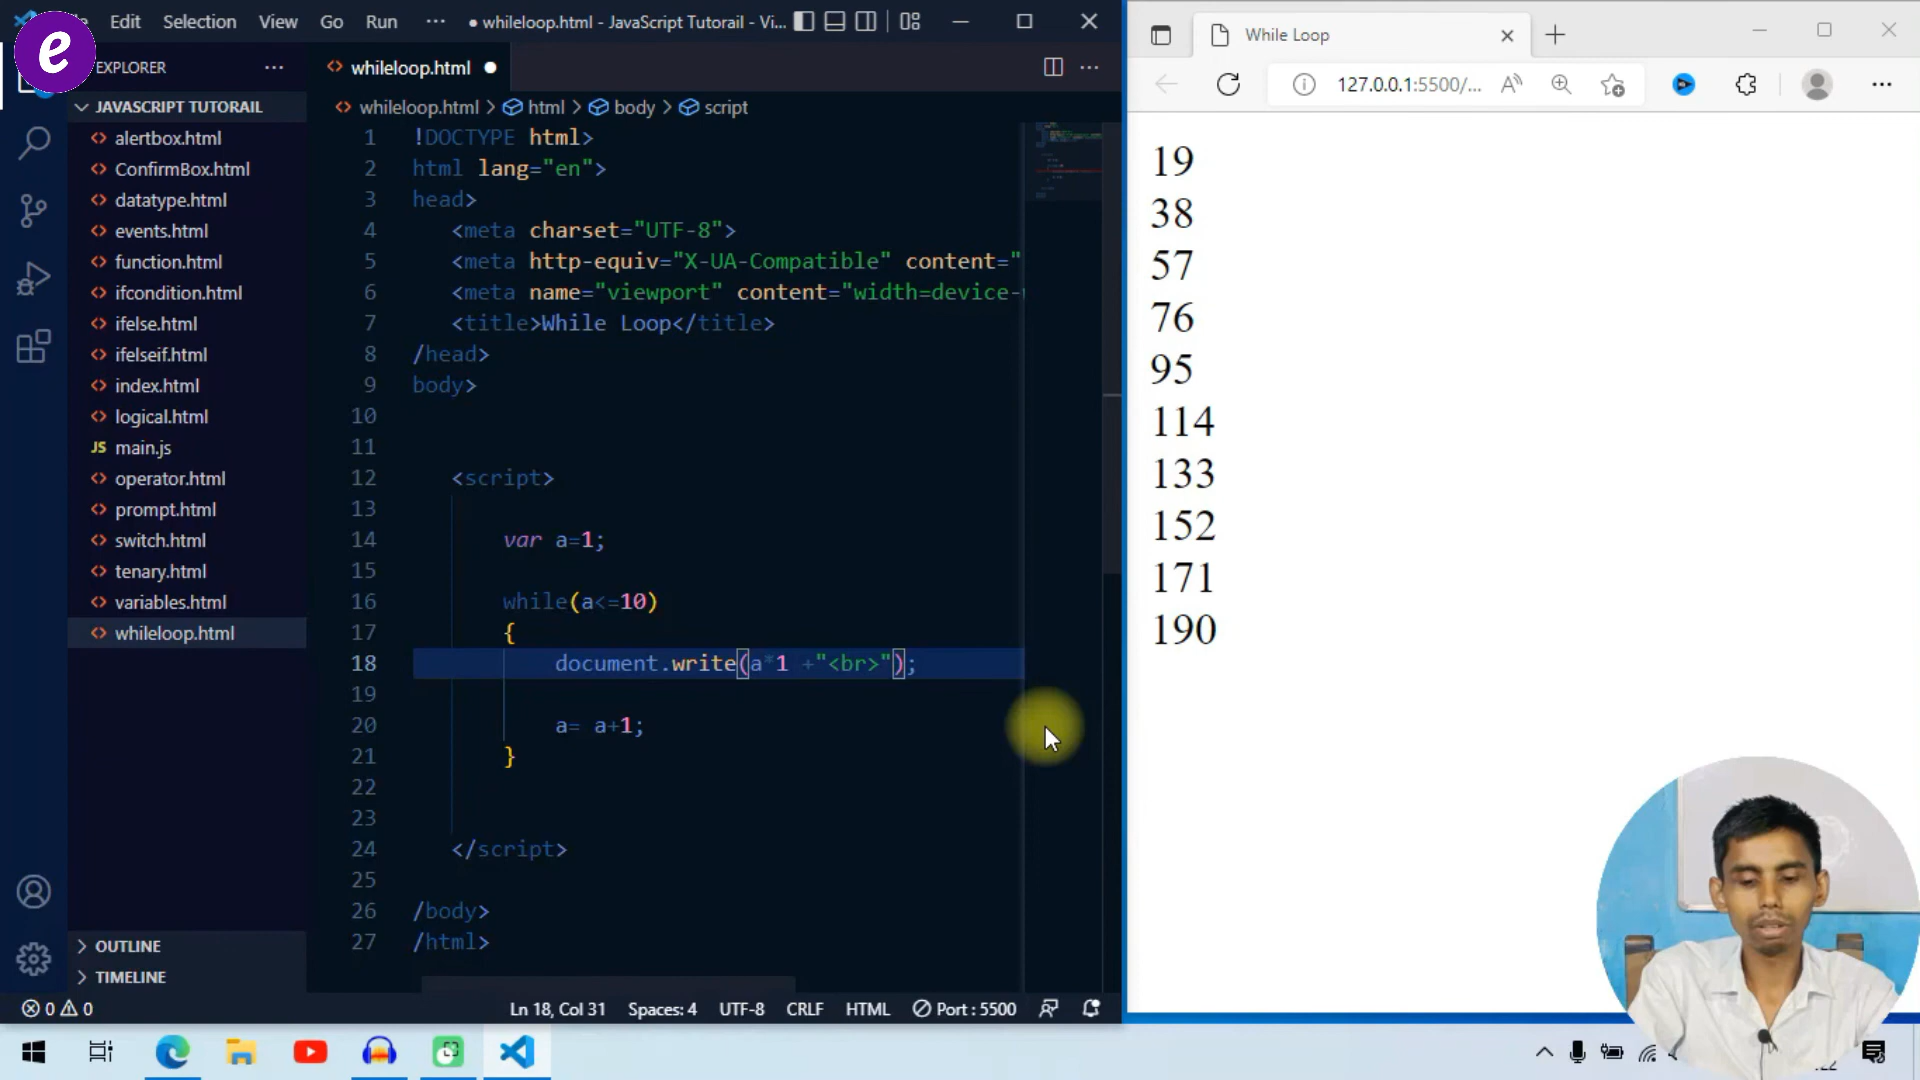 e
Edit Selection View Go Run ··· ● whileloop.html - JavaScript Tutorail - Vi...
EXPLORER ···
JAVASCRIPT TUTORAIL
alertbox.html
ConfirmBox.html
datatype.html
events.html
function.html
ifcondition.html
ifelse.html
ifelseif.html
index.html
logical.html
JS main.js
operator.html
prompt.html
switch.html
tenary.html
variables.html
whileloop.html
OUTLINE
TIMELINE
whileloop.html ●
whileloop.html > html > body > script
1 !DOCTYPE html>
2 html lang="en">
3 head>
4 <meta charset="UTF-8">
5 <meta http-equiv="X-UA-Compatible" content="
6 <meta name="viewport" content="width=device-
7 <title>While Loop</title>
8 /head>
9 body>
10
11
12 <script>
13
14 var a=1;
15
16 while(a<=10)
17 {
18 document.write(a*1 +"<br>");
19
20 a= a+1;
21 }
22
23
24 </script>
25
26 /body>
27 /html>
0 0 Ln 18, Col 31 Spaces: 4 UTF-8 CRLF HTML Port : 5500
While Loop
127.0.0.1:5500/...
19
38
57
76
95
114
133
152
171
190